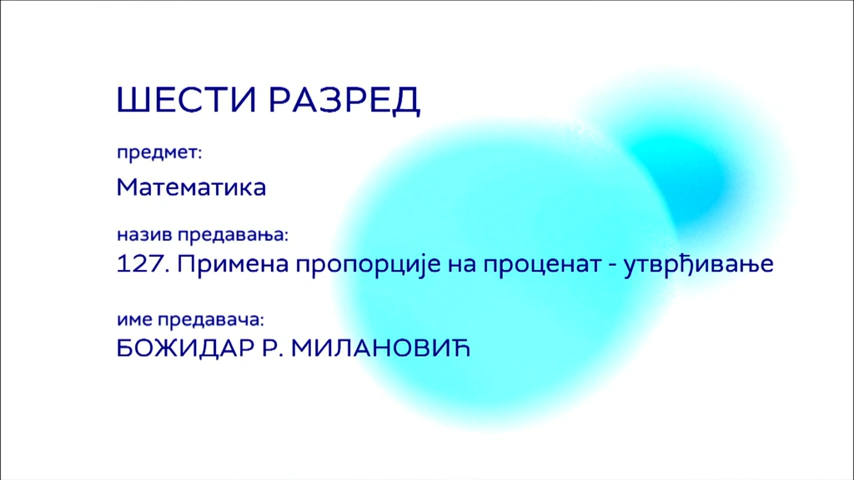 ШЕСТИ РАЗРЕД
предмет:
Математика
назив предавања:
127. Примена пропорције на проценат - утврђивање
име предавача:
БОЖИДАР Р. МИЛАНОВИЋ